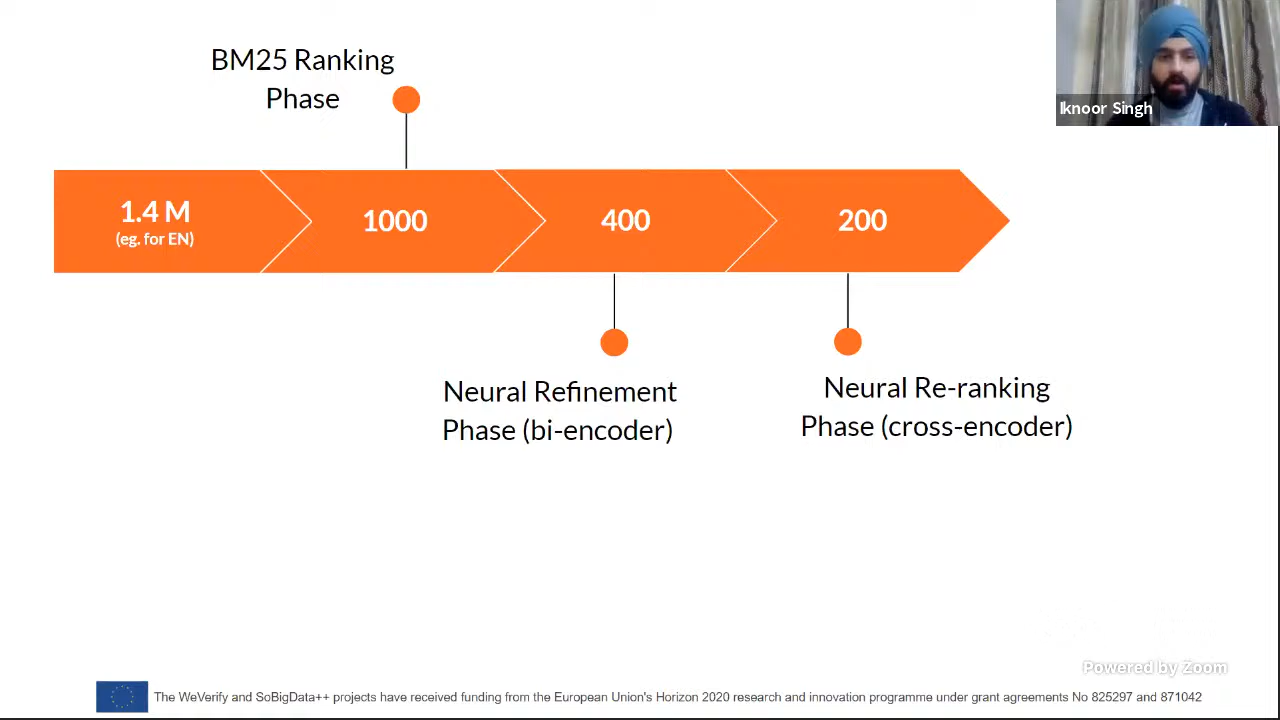 BM25 Ranking
Phase
Iknoor Singh
1.4 M
(eg. for EN)
1000
400
200
Neural Refinement
Phase (bi-encoder)
Neural Re-ranking
Phase (cross-encoder)
Powered by Zoom
The WeVerify and SoBigData++ projects have received funding from the European Union's Horizon 2020 research and innovation programme under grant agreements No 825297 and 871042